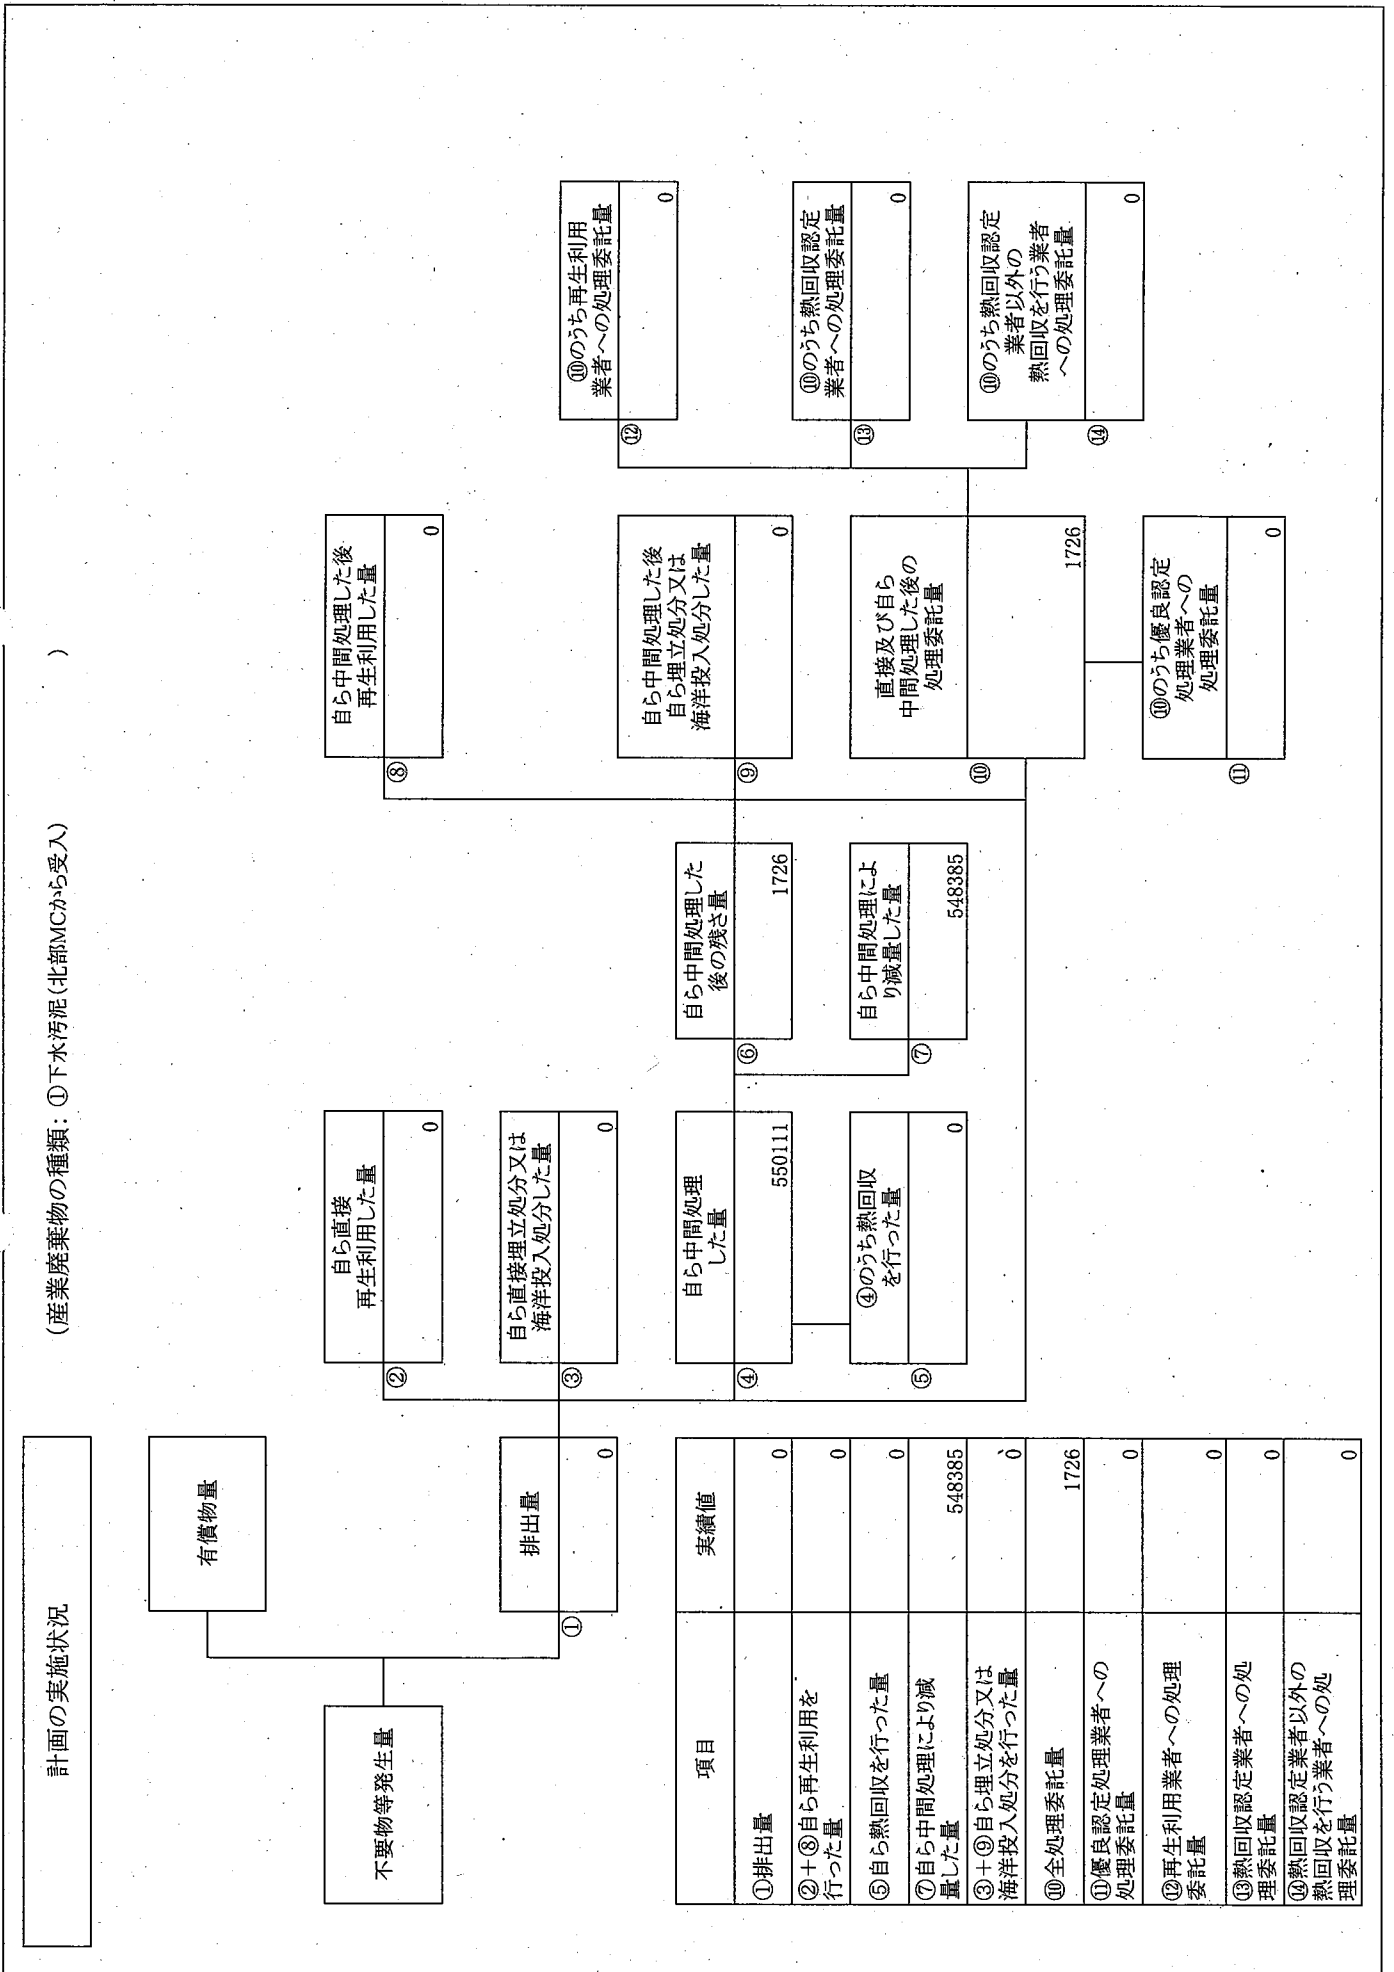 計画の実施状況
(産業廃棄物の種類：①下水汚泥(北部MCから受入)　)
不要物等発生量
有償物量
排出量
①
0
自ら直接
再生利用した量
②
0
自ら直接埋立処分又は
海洋投入処分した量
③
0
自ら中間処理
した量
④
550111
④のうち熱回収
を行った量
⑤
0
自ら中間処理した
後の残さ量
⑥
1726
自ら中間処理によ
り減量した量
⑦
548385
自ら中間処理した後
再生利用した量
⑧
0
自ら中間処理した後
自ら埋立処分又は
海洋投入処分した量
⑨
0
直接及び自ら
中間処理した後の
処理委託量
⑩
1726
⑩のうち優良認定
処理業者への
処理委託量
⑪
0
⑩のうち再生利用
業者への処理委託量
⑫
0
⑩のうち熱回収認定
業者への処理委託量
⑬
0
⑩のうち熱回収認定
業者以外の
熱回収を行う業者
への処理委託量
⑭
0
項目 実績値
①排出量 0
②＋⑧自ら再生利用を
行った量 0
⑤自ら熱回収を行った量 0
⑦自ら中間処理により減
量した量 548385
③＋⑨自ら埋立処分又は
海洋投入処分を行った量 0
⑩全処理委託量 1726
⑪優良認定処理業者への
処理委託量 0
⑫再生利用業者への処理
委託量 0
⑬熱回収認定業者への処
理委託量 0
⑭熱回収認定業者以外の
熱回収を行う業者への処
理委託量 0